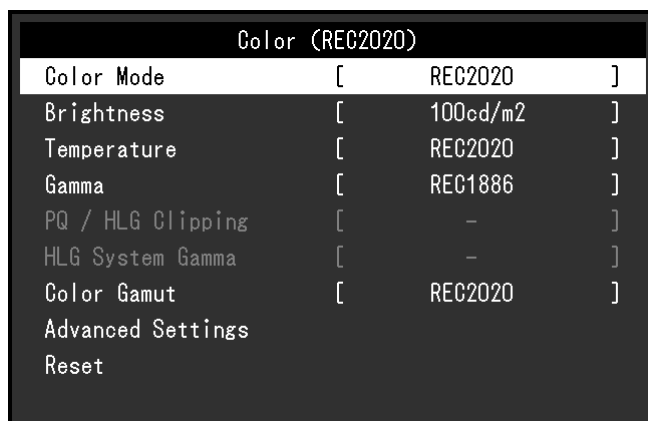 Color (REC2020)
Color Mode [ REC2020 ]
Brightness [ 100cd/m2 ]
Temperature [ REC2020 ]
Gamma [ REC1886 ]
PQ / HLG Clipping [ - ]
HLG System Gamma [ - ]
Color Gamut [ REC2020 ]
Advanced Settings
Reset